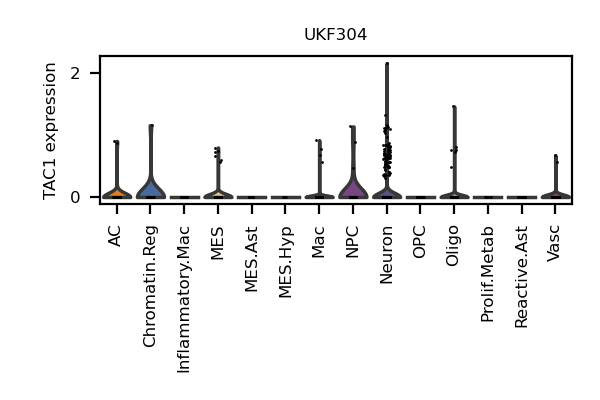 UKF304
TAC1 expression
2
0
AC
Chromatin.Reg
Inflammatory.Mac
MES
MES.Ast
MES.Hyp
Mac
NPC
Neuron
OPC
Oligo
Prolif.Metab
Reactive.Ast
Vasc